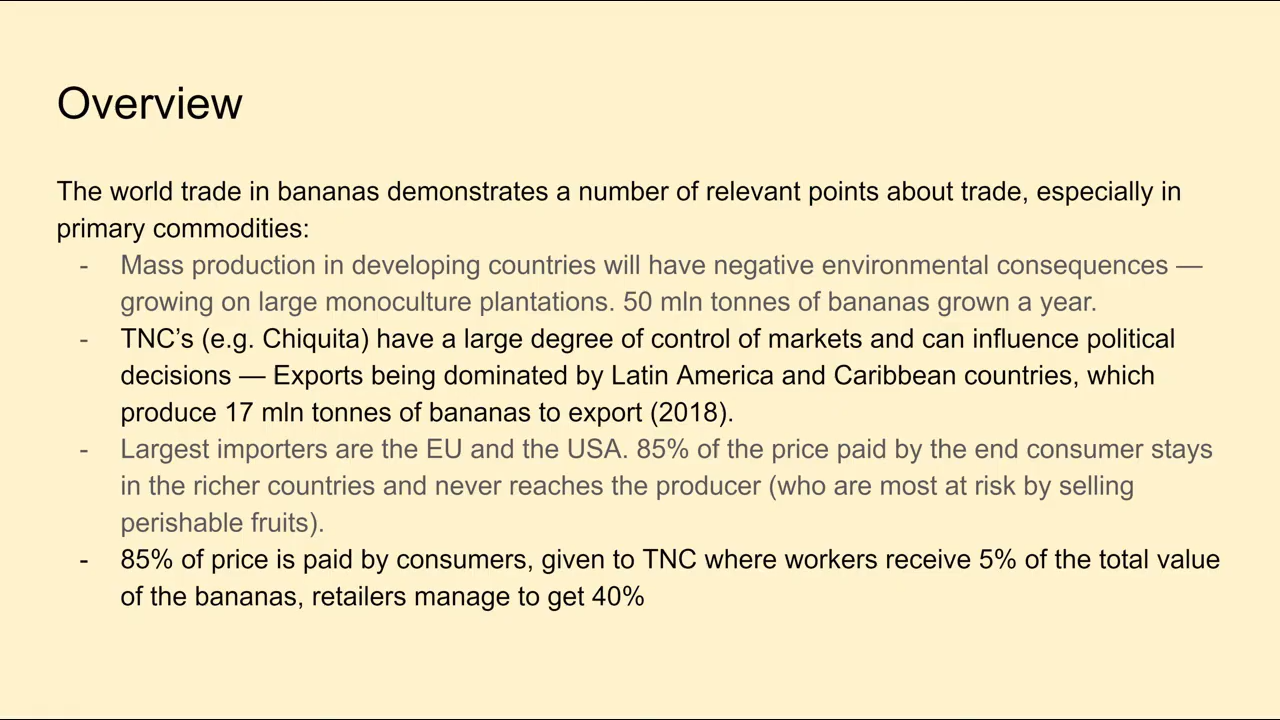 Overview
The world trade in bananas demonstrates a number of relevant points about trade, especially in
primary commodities:
- Mass production in developing countries will have negative environmental consequences —
growing on large monoculture plantations. 50 mln tonnes of bananas grown a year.
- TNC’s (e.g. Chiquita) have a large degree of control of markets and can influence political
decisions — Exports being dominated by Latin America and Caribbean countries, which
produce 17 mln tonnes of bananas to export (2018).
- Largest importers are the EU and the USA. 85% of the price paid by the end consumer stays
in the richer countries and never reaches the producer (who are most at risk by selling
perishable fruits).
- 85% of price is paid by consumers, given to TNC where workers receive 5% of the total value
of the bananas, retailers manage to get 40%